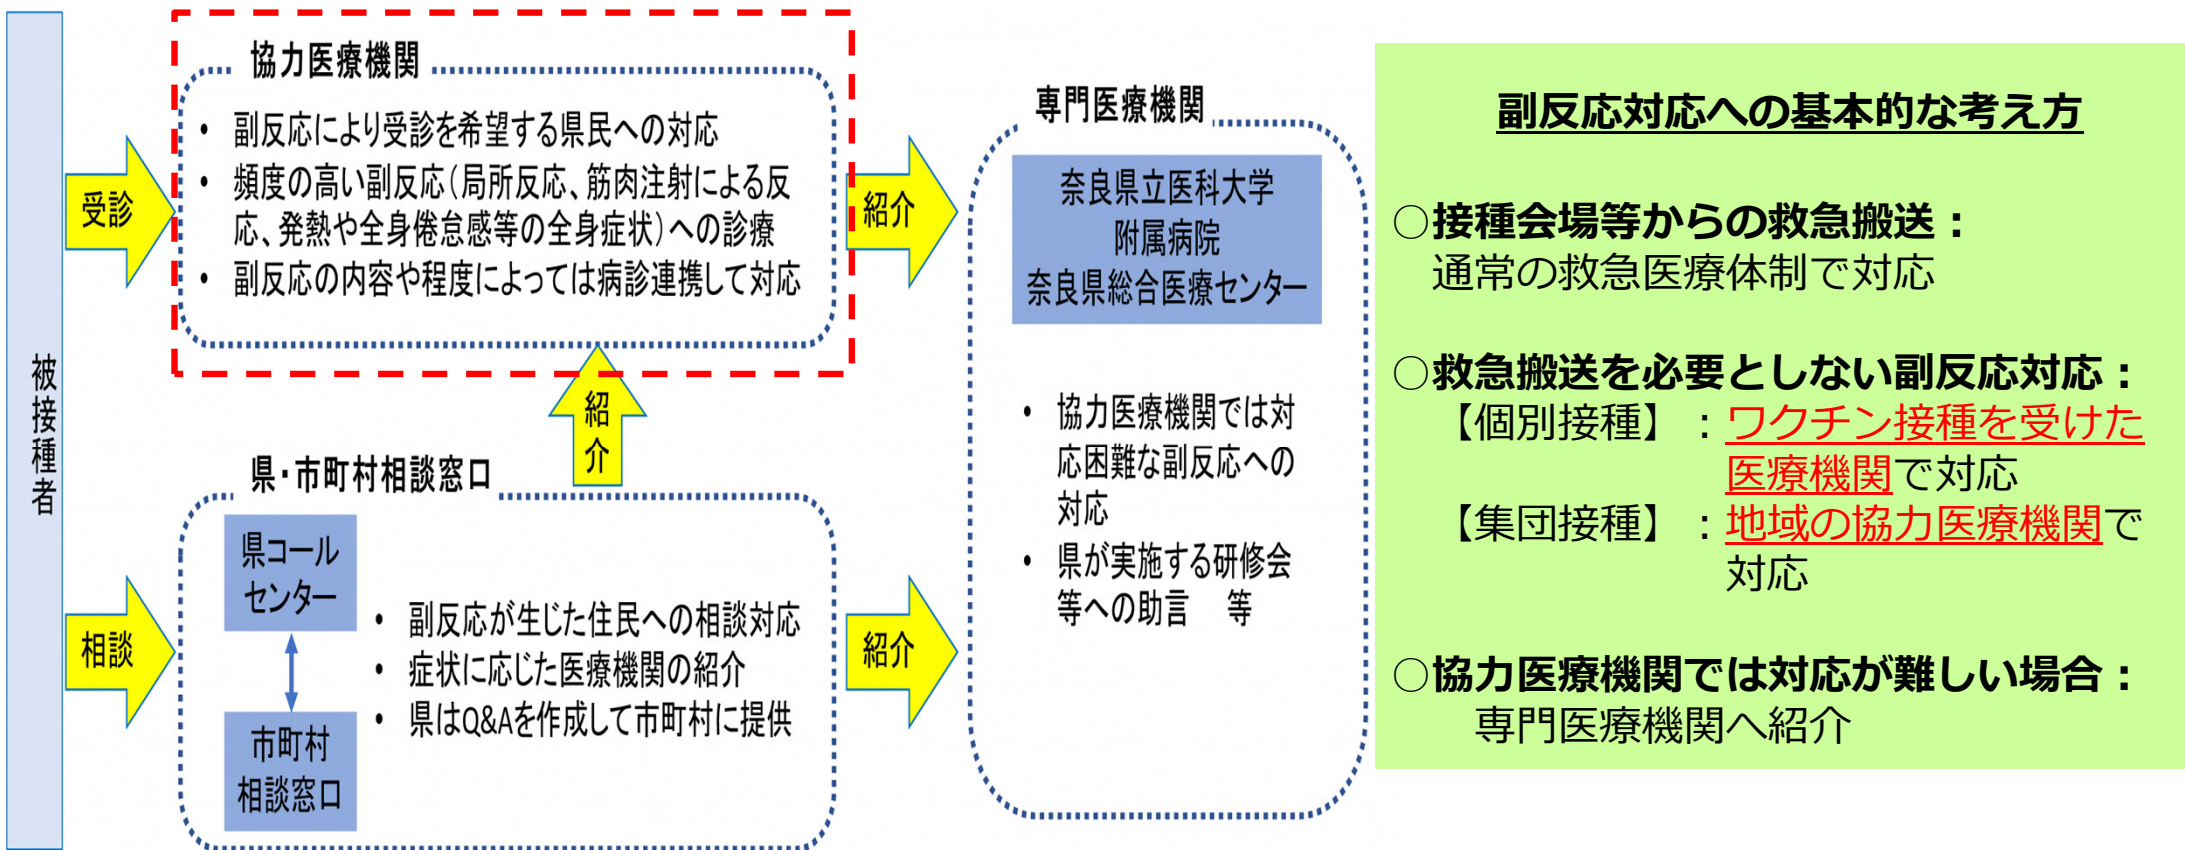 被接種者
受診
協力医療機関
• 副反応により受診を希望する県民への対応
• 頻度の高い副反応(局所反応、筋肉注射による反
応、発熱や全身倦怠感等の全身症状)への診療
• 副反応の内容や程度によっては病診連携して対応
紹介
紹介
相談
県・市町村相談窓口
県コール
センター
市町村
相談窓口
• 副反応が生じた住民への相談対応
• 症状に応じた医療機関の紹介
• 県はQ&Aを作成して市町村に提供
紹介
専門医療機関
奈良県立医科大学
附属病院
奈良県総合医療センター
• 協力医療機関では対
応困難な副反応への
対応
• 県が実施する研修会
等への助言 等
副反応対応への基本的な考え方
○接種会場等からの救急搬送:
通常の救急医療体制で対応
○救急搬送を必要としない副反応対応:
【個別接種】:ワクチン接種を受けた
医療機関で対応
【集団接種】:地域の協力医療機関で
対応
○協力医療機関では対応が難しい場合:
専門医療機関へ紹介